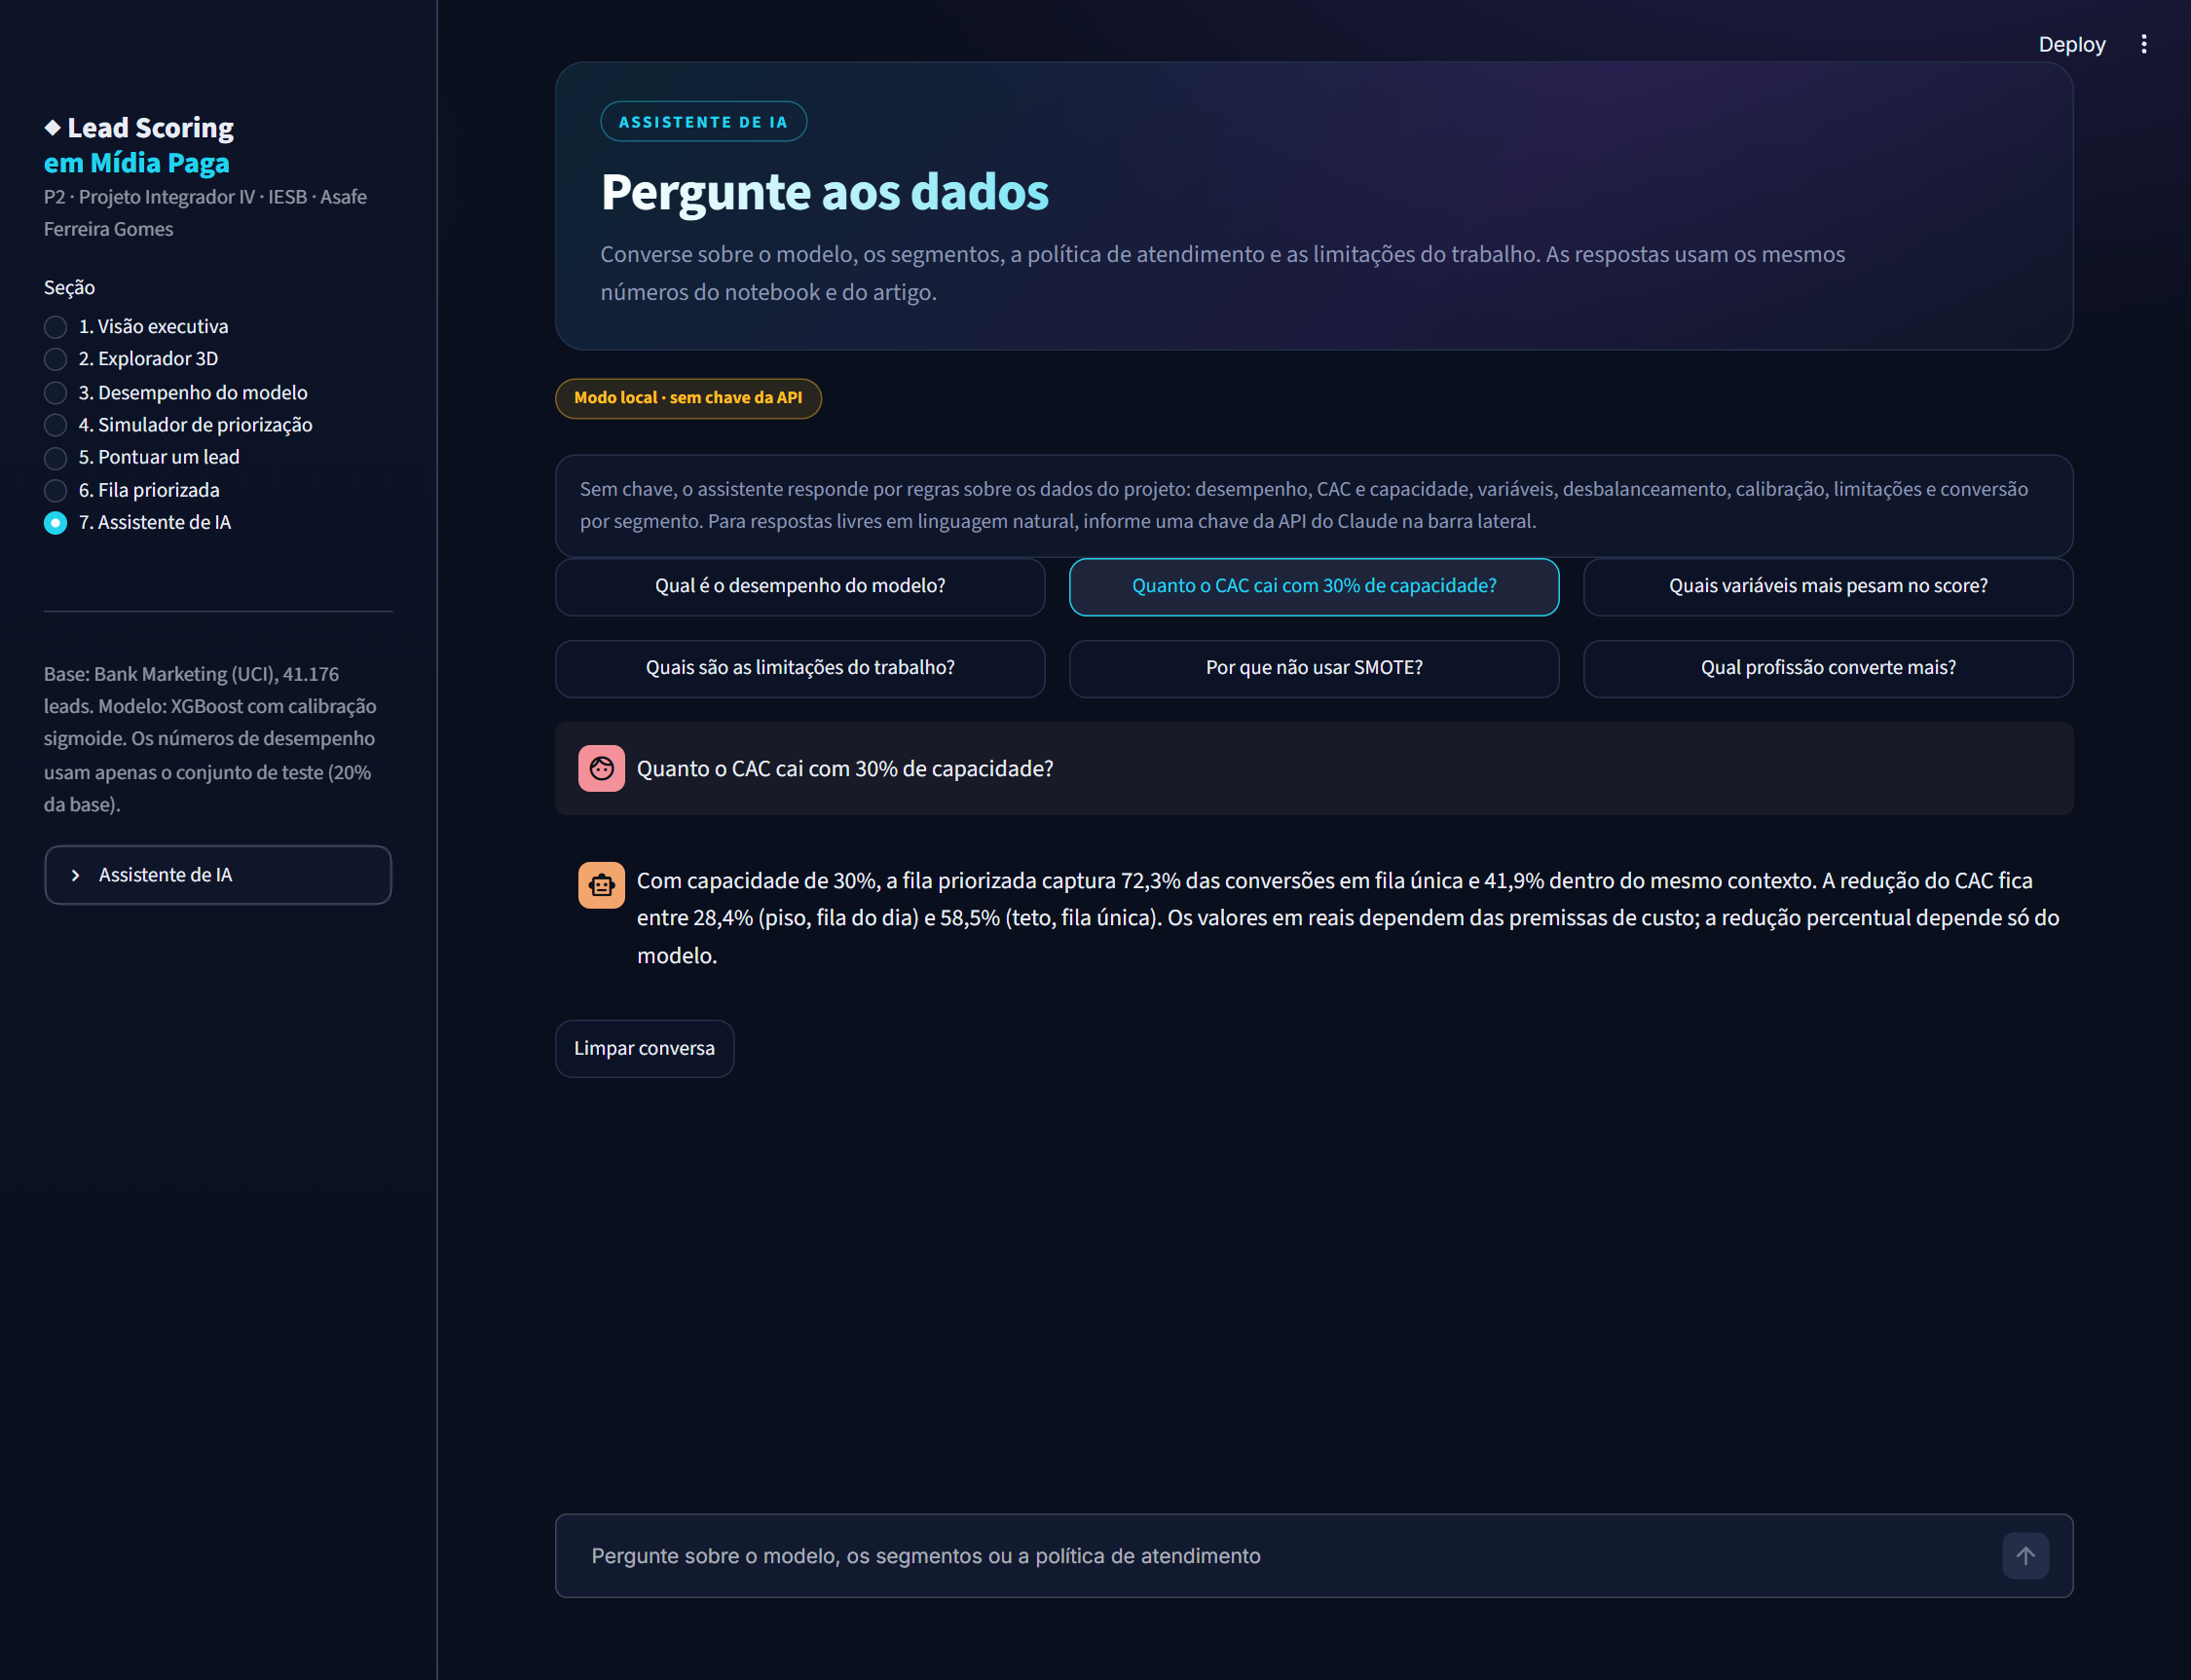 Deploy
◆ Lead Scoring
em Mídia Paga
P2 · Projeto Integrador IV · IESB · Asafe
Ferreira Gomes
Seção
1. Visão executiva
2. Explorador 3D
3. Desempenho do modelo
4. Simulador de priorização
5. Pontuar um lead
6. Fila priorizada
7. Assistente de IA
Base: Bank Marketing (UCI), 41.176
leads. Modelo: XGBoost com calibração
sigmoide. Os números de desempenho
usam apenas o conjunto de teste (20%
da base).
Assistente de IA
ASSISTENTE DE IA
Pergunte aos dados
Converse sobre o modelo, os segmentos, a política de atendimento e as limitações do trabalho. As respostas usam os mesmos
números do notebook e do artigo.
Modo local · sem chave da API
Sem chave, o assistente responde por regras sobre os dados do projeto: desempenho, CAC e capacidade, variáveis, desbalanceamento, calibração, limitações e conversão
por segmento. Para respostas livres em linguagem natural, informe uma chave da API do Claude na barra lateral.
Qual é o desempenho do modelo?
Quanto o CAC cai com 30% de capacidade?
Quais variáveis mais pesam no score?
Quais são as limitações do trabalho?
Por que não usar SMOTE?
Qual profissão converte mais?
Quanto o CAC cai com 30% de capacidade?
Com capacidade de 30%, a fila priorizada captura 72,3% das conversões em fila única e 41,9% dentro do mesmo contexto. A redução do CAC fica
entre 28,4% (piso, fila do dia) e 58,5% (teto, fila única). Os valores em reais dependem das premissas de custo; a redução percentual depende só do
modelo.
Limpar conversa
Pergunte sobre o modelo, os segmentos ou a política de atendimento